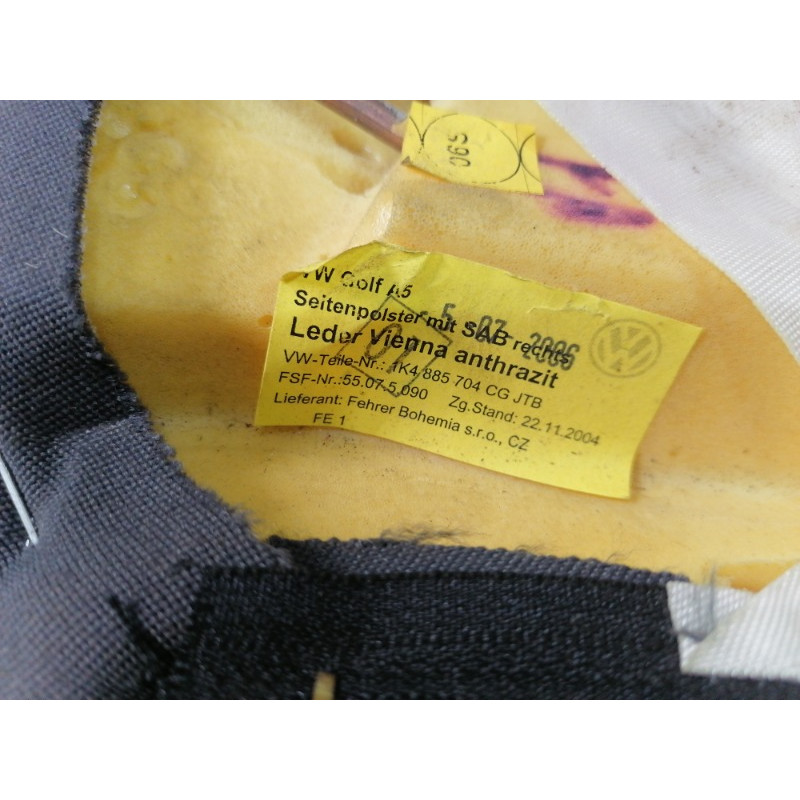 06S
VW Golf A5
Seitenpolster mit SAB rechts
5. 07. 2006
Leder Vienna anthrazit
VW-Teile-Nr.: 1K4 885 704 CG JTB
FSF-Nr.:55.07.5.090 Zg.Stand: 22.11.2004
Lieferant: Fehrer Bohemia s.r.o., CZ
FE 1